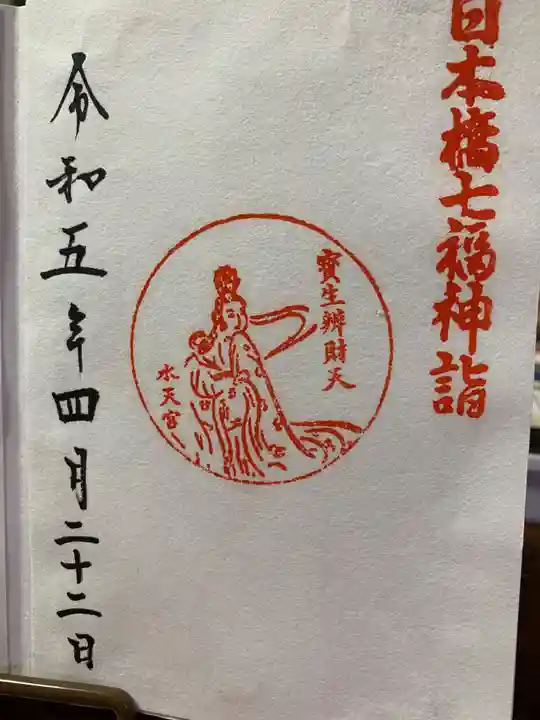 日本橋七福神詣
寳生辨財天
水天宮
令和五年四月二十二日